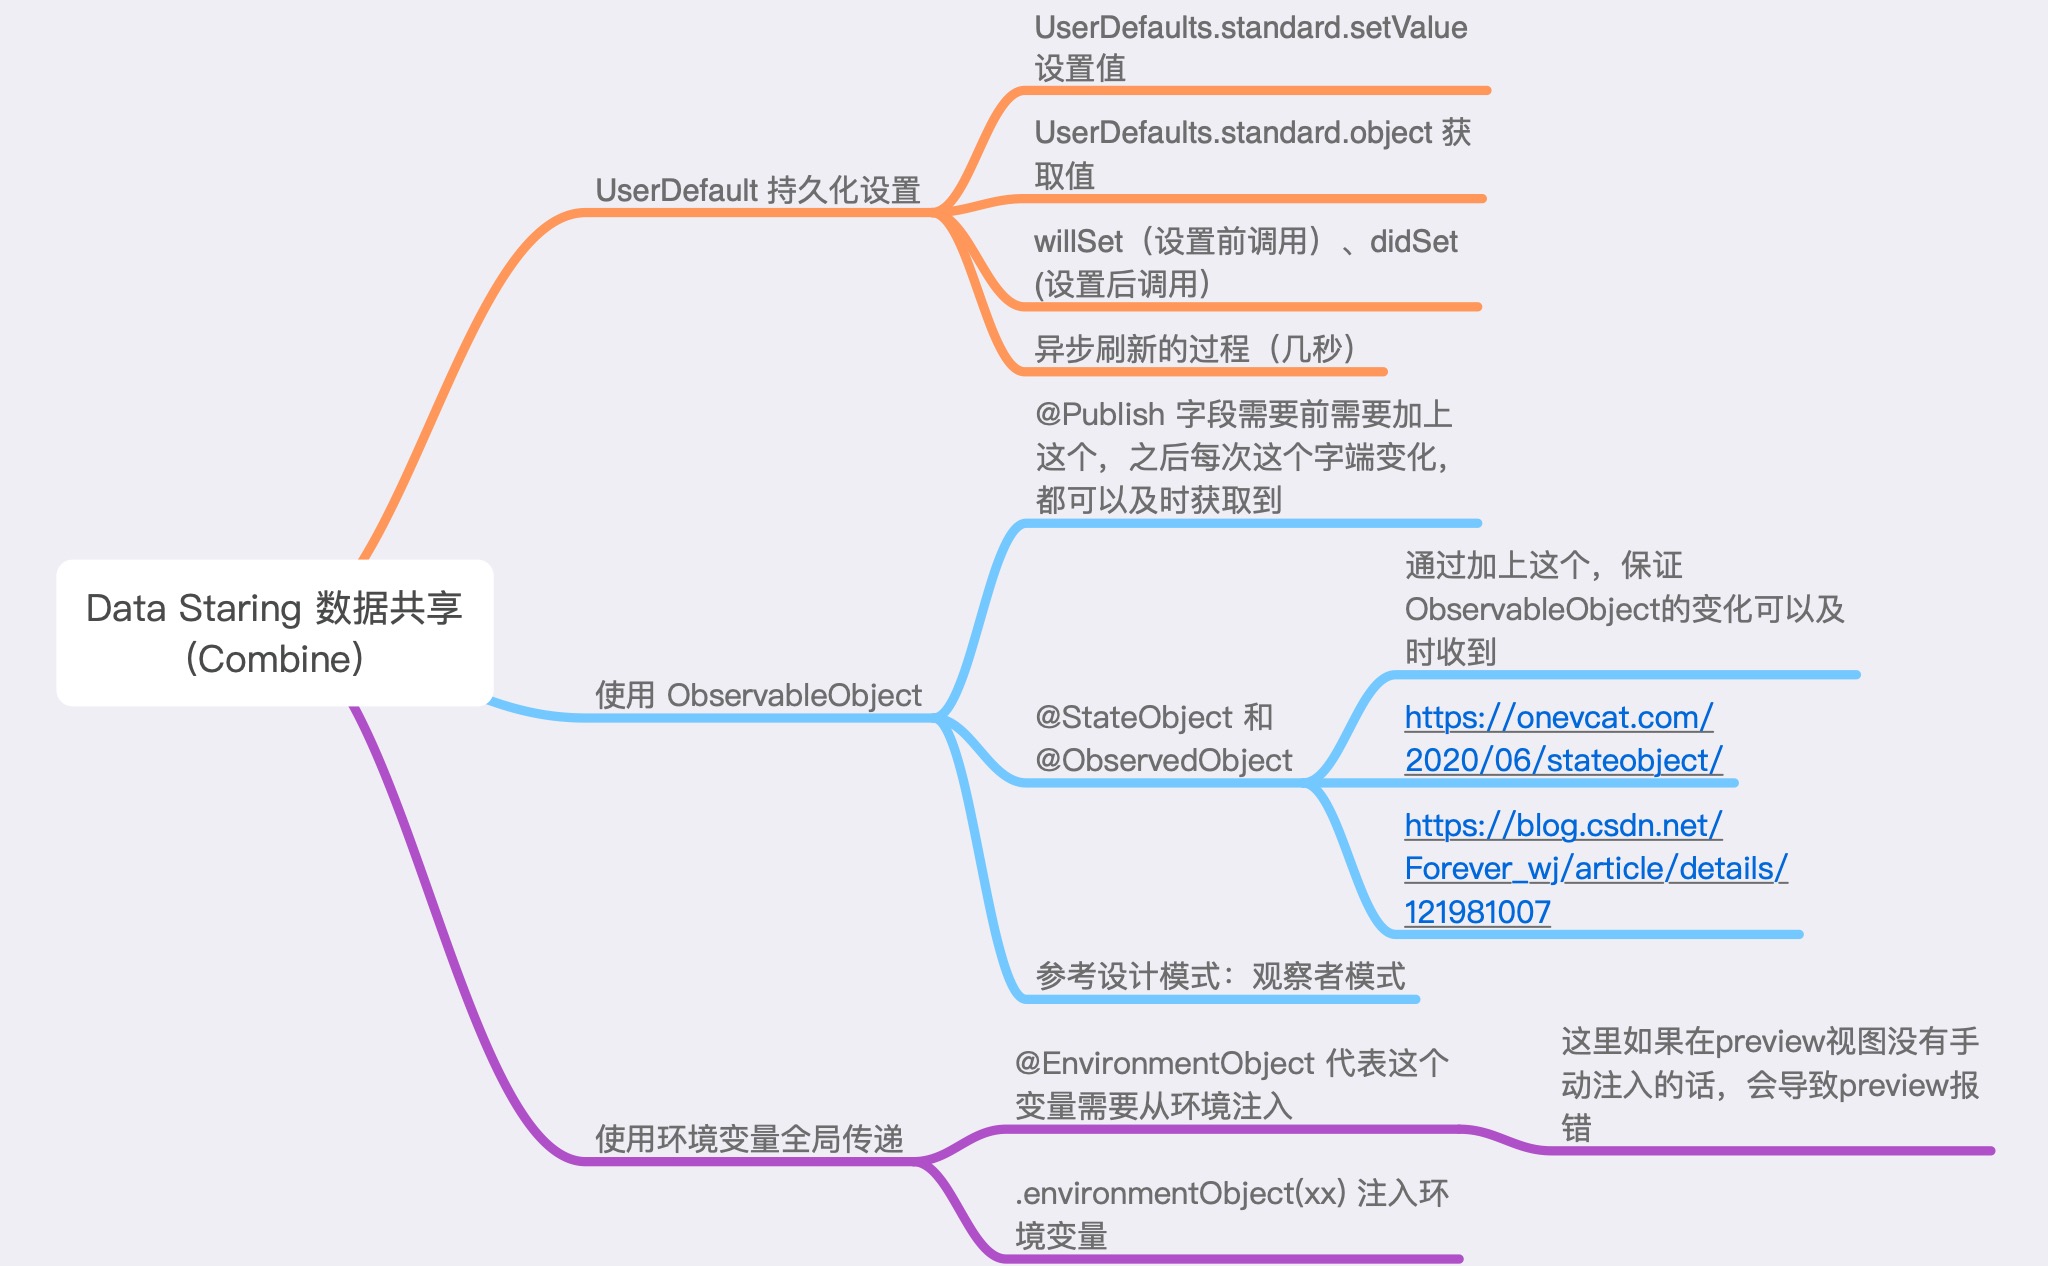 UserDefaults.standard.setValue
设置值
UserDefaults.standard.object 获
取值
UserDefault 持久化设置
willSet（设置前调用）、didSet
(设置后调用）
异步刷新的过程（几秒）
@Publish 字段需要前需要加上
这个，之后每次这个字端变化，
都可以及时获取到
Data Staring 数据共享
(Combine)
使用 ObservableObject
@StateObject 和
@ObservedObject
通过加上这个，保证
ObservableObject的变化可以及
时收到
https://onevcat.com/
2020/06/stateobject/
https://blog.csdn.net/
Forever_wj/article/details/
121981007
参考设计模式：观察者模式
使用环境变量全局传递
@EnvironmentObject 代表这个
变量需要从环境注入
这里如果在preview视图没有手
动注入的话，会导致preview报
错
.environmentObject(xx) 注入环
境变量